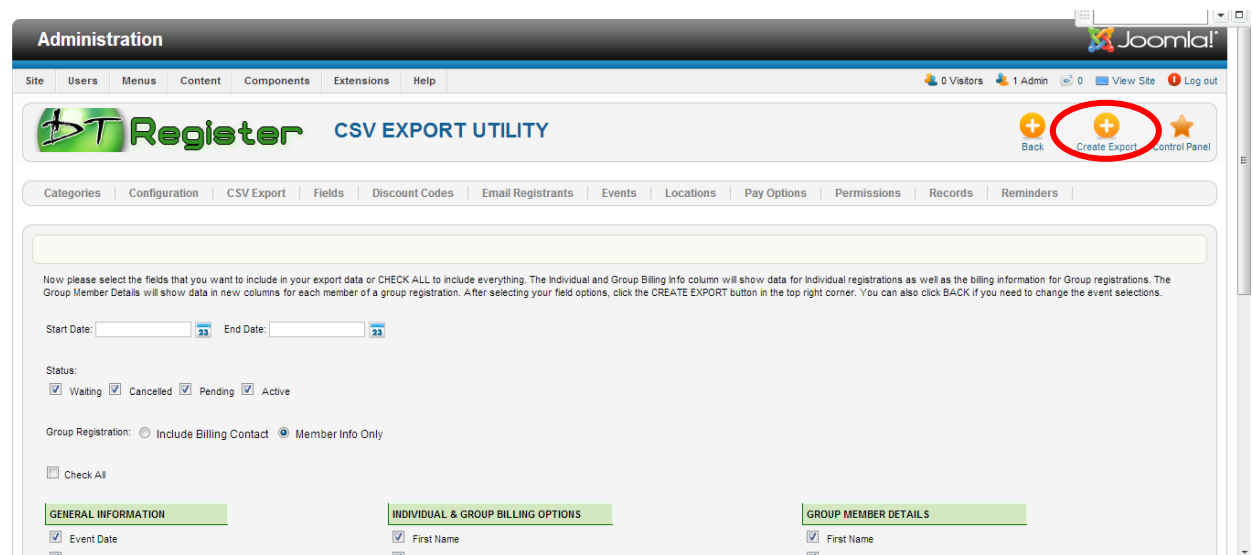 Administration
Joomla!
Site Users Menus Content Components Extensions Help 0 Visitors 1 Admin 0 View Site Log out
DT Register CSV EXPORT UTILITY
Back Create Export Control Panel
Categories Configuration CSV Export Fields Discount Codes Email Registrants Events Locations Pay Options Permissions Records Reminders
Now please select the fields that you want to include in your export data or CHECK ALL to include everything. The Individual and Group Billing Info column will show data for Individual registrations as well as the billing information for Group registrations. The
Group Member Details will show data in new columns for each member of a group registration. After selecting your field options, click the CREATE EXPORT button in the top right corner. You can also click BACK if you need to change the event selections.
Start Date: 23 End Date: 23
Status:
Waiting Cancelled Pending Active
Group Registration: Include Billing Contact Member Info Only
Check All
GENERAL INFORMATION INDIVIDUAL & GROUP BILLING OPTIONS GROUP MEMBER DETAILS
Event Date First Name First Name